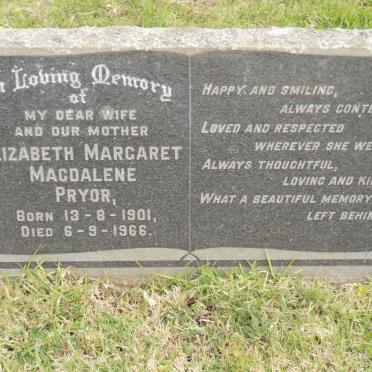 n Loving Memory
of
MY DEAR WIFE
AND OUR MOTHER
LIZABETH MARGARET
MAGDALENE
PRYOR,
BORN 13-8-1901,
DIED 6-9-1966.
HAPPY AND SMILING,
ALWAYS CONTE
LOVED AND RESPECTED
WHEREVER SHE WE
ALWAYS THOUGHTFUL,
LOVING AND KI
WHAT A BEAUTIFUL MEMORY
LEFT BEHIN